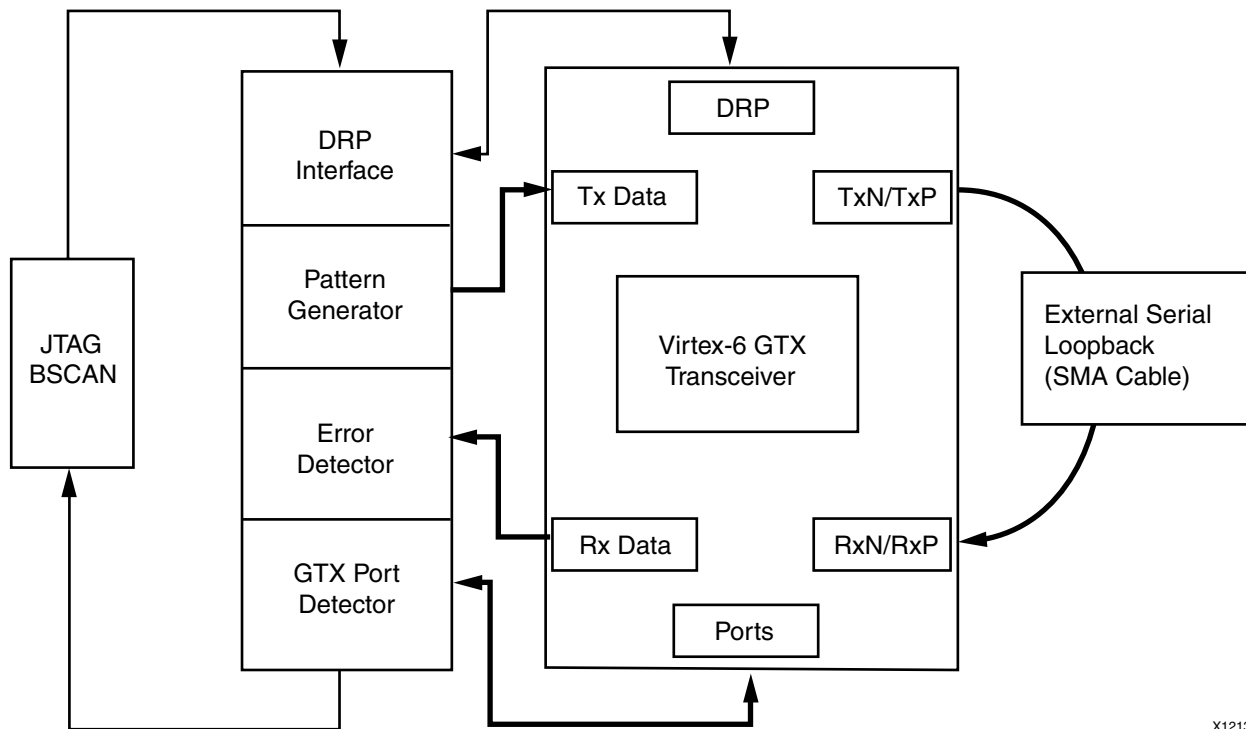 DRP
Interface
Pattern
Generator
Error
Detector
GTX Port
Detector
JTAG
BSCAN
DRP
Tx Data
TxN/TxP
Virtex-6 GTX
Transceiver
Rx Data
RxN/RxP
Ports
External Serial
Loopback
(SMA Cable)